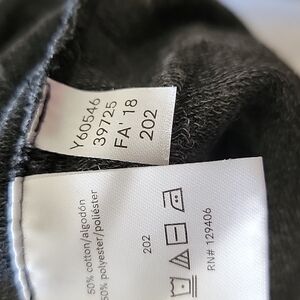 Y60546
39725
FA' 18
202
50% cotton/algodón
50% polyester/poliéster
202
RN# 129406